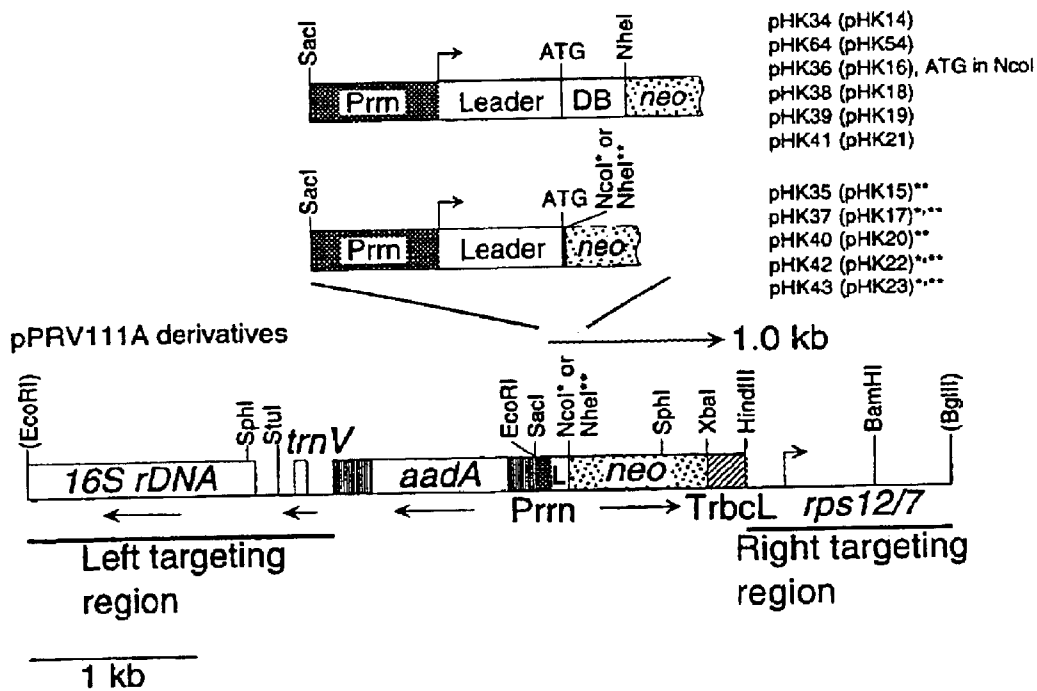 pHK34 (pHK14)
pHK64 (pHK54)
pHK36 (pHK16), ATG in NcoI
pHK38 (pHK18)
pHK39 (pHK19)
pHK41 (pHK21)
SacI
ATG
NheI
Prrn
Leader
DB
neo
pHK35 (pHK15)**
pHK37 (pHK17)*,**
pHK40 (pHK20)**
pHK42 (pHK22)*,**
pHK43 (pHK23)*,**
SacI
ATG
NcoI* or
NheI**
Prrn
Leader
neo
pPRV111A derivatives
1.0 kb
(EcoRI)
SphI
StuI
trnV
EcoRI
SacI
NcoI* or
NheI**
SphI
XbaI
HindIII
BamHI
(BglII)
16S rDNA
aadA
L
neo
Prrn
TrbcL
rps12/7
Left targeting
region
Right targeting
region
1 kb